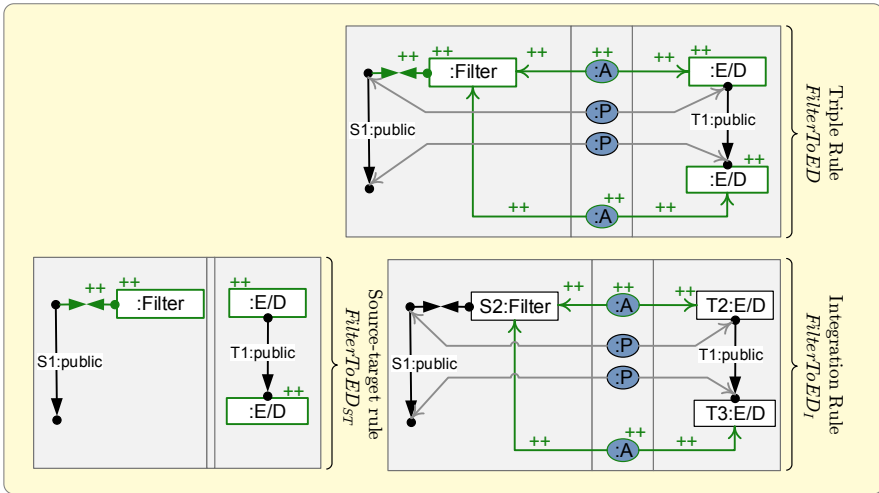 ++ ++ ++ ++
:Filter :A :E/D
:P
S1:public T1:public
:P
++
:E/D
++ ++ ++
:A
Triple Rule
FilterToED
++ ++ ++
:Filter :E/D
S1:public T1:public
++
:E/D
Source-target rule
FilterToED_ST
++ ++ ++
S2:Filter :A T2:E/D
:P
S1:public T1:public
:P
T3:E/D
++ ++ ++
:A
Integration Rule
FilterToED_I